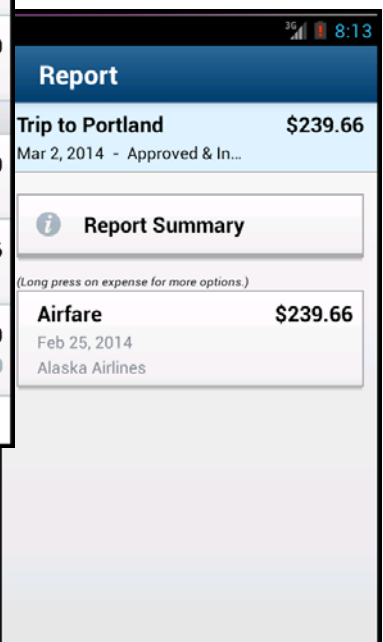 3G 8:13
Report
Trip to Portland $239.66
Mar 2, 2014 - Approved & In...
Report Summary
(Long press on expense for more options.)
Airfare $239.66
Feb 25, 2014
Alaska Airlines